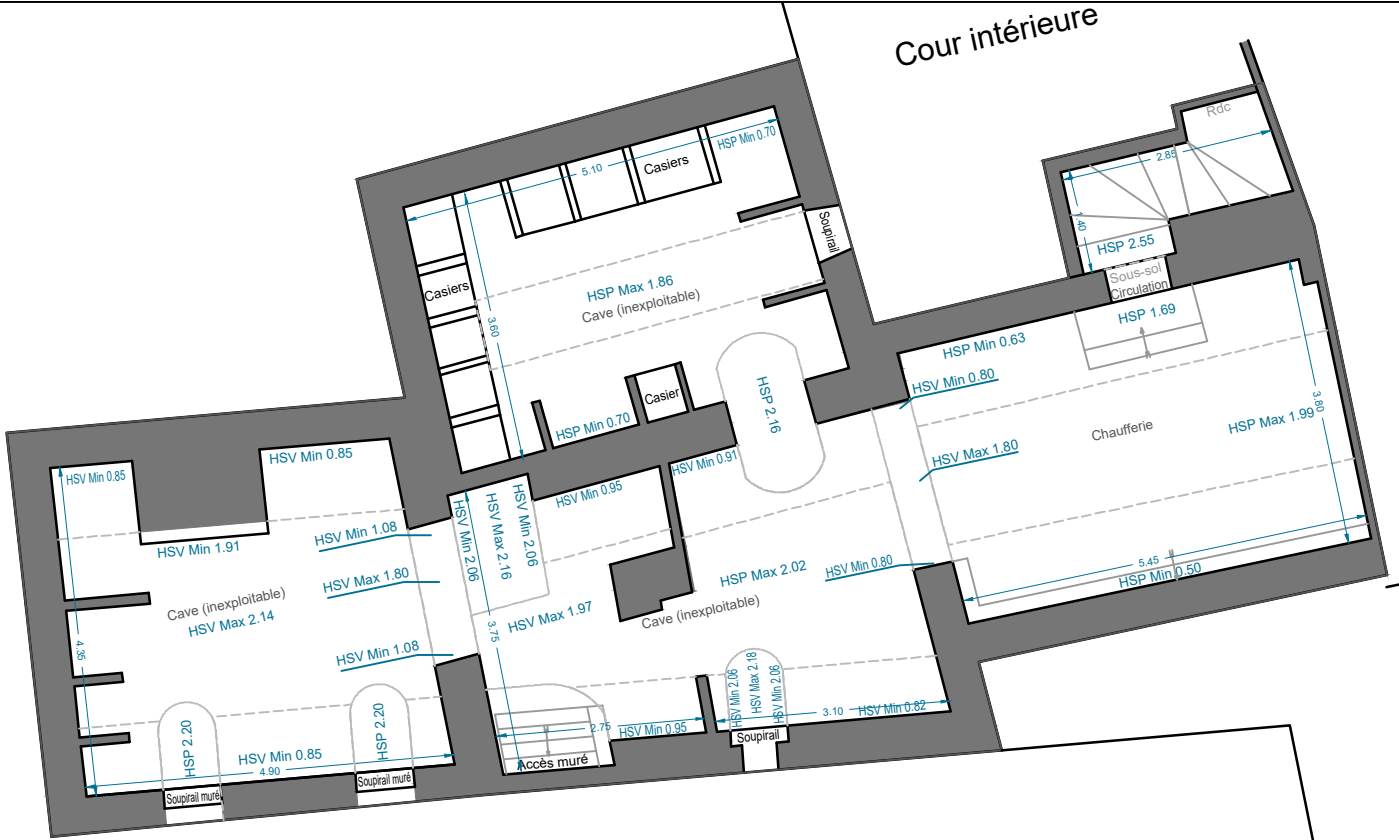 Cour intérieure
Rdc
2.85
1.40
HSP 2.55
Sous-sol
Circulation
HSP 1.69
HSP Min 0.70
5.10
Casiers
Soupirail
Casiers
3.60
HSP Max 1.86
Cave (inexploitable)
HSP Min 0.63
HSV Min 0.80
HSV Max 1.80
Chaufferie
HSP Max 1.99
3.80
5.45
HSP Min 0.50
HSP 2.16
Casier
HSP Min 0.70
HSV Min 0.91
HSV Min 0.95
HSV Min 0.85
HSV Min 0.85
HSV Min 1.91
HSV Min 1.08
HSV Max 1.80
HSV Min 1.08
Cave (inexploitable)
HSV Max 2.14
4.35
HSP 2.20
HSP 2.20
HSV Min 0.85
4.90
Soupirail muré
Soupirail muré
HSV Min 2.06
HSV Max 2.16
HSV Min 2.06
3.75
HSV Max 1.97
HSP Max 2.02
Cave (inexploitable)
HSV Min 0.80
2.75
HSV Min 0.95
Accès muré
HSV Min 2.06
HSV Max 2.18
HSV Min 2.06
3.10
HSV Min 0.82
Soupirail